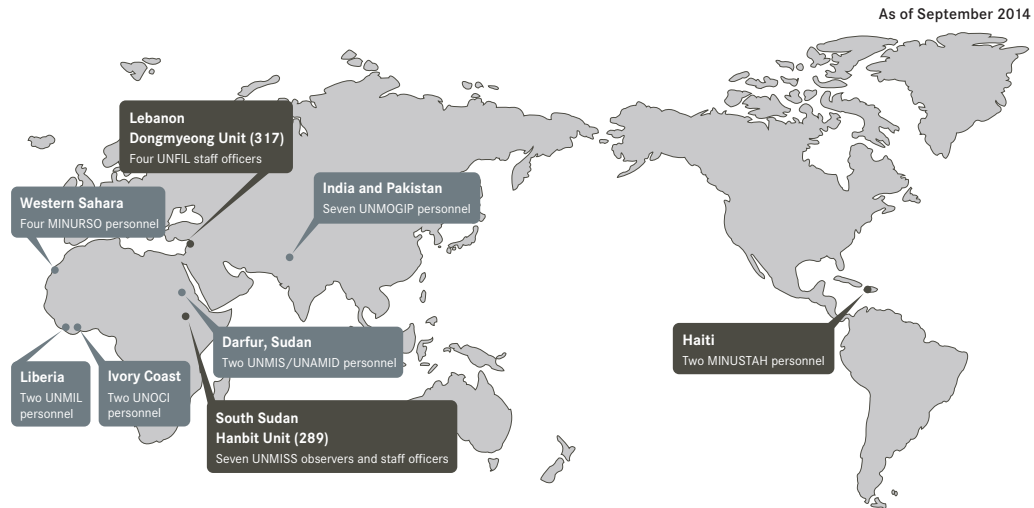 As of September 2014
Lebanon
Dongmyeong Unit (317)
Four UNFIL staff officers
India and Pakistan
Seven UNMOGIP personnel
Western Sahara
Four MINURSO personnel
Darfur, Sudan
Two UNMIS/UNAMID personnel
Haiti
Two MINUSTAH personnel
Liberia
Two UNMIL
personnel
Ivory Coast
Two UNOCI
personnel
South Sudan
Hanbit Unit (289)
Seven UNMISS observers and staff officers